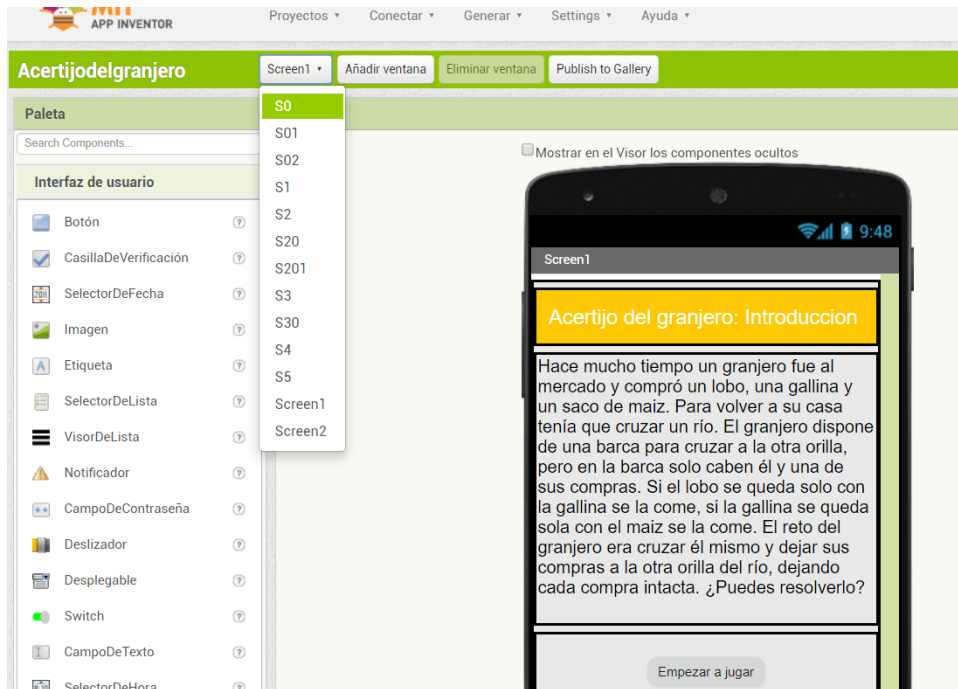 MIT
APP INVENTOR
Proyectos
Conectar
Generar
Settings
Ayuda
Acertijodelgranjero
Screen1
Añadir ventana
Eliminar ventana
Publish to Gallery
Paleta
Search Components...
Interfaz de usuario
Botón ?
CasillaDeVerificación ?
SelectorDeFecha ?
Imagen ?
Etiqueta ?
SelectorDeLista ?
VisorDeLista ?
Notificador ?
CampoDeContraseña ?
Deslizador ?
Desplegable ?
Switch ?
CampoDeTexto ?
SelectorDeHora ?
S0
S01
S02
S1
S2
S20
S201
S3
S30
S4
S5
Screen1
Screen2
Mostrar en el Visor los componentes ocultos
9:48
Screen1
Acertijo del granjero: Introduccion
Hace mucho tiempo un granjero fue al
mercado y compró un lobo, una gallina y
un saco de maiz. Para volver a su casa
tenía que cruzar un río. El granjero dispone
de una barca para cruzar a la otra orilla,
pero en la barca solo caben él y una de
sus compras. Si el lobo se queda solo con
la gallina se la come, si la gallina se queda
sola con el maiz se la come. El reto del
granjero era cruzar él mismo y dejar sus
compras a la otra orilla del río, dejando
cada compra intacta. ¿Puedes resolverlo?
Empezar a jugar